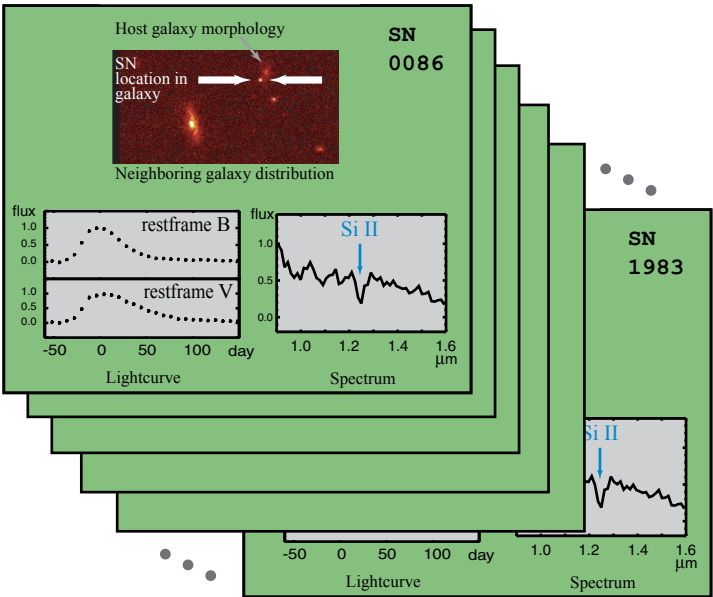 Host galaxy morphology
SN
0086
SN
location in
galaxy
Neighboring galaxy distribution
flux
restframe B
1.0
0.5
0.0
restframe V
1.0
0.5
0.0
-50 0 50 100 day
Lightcurve
flux
Si II
1.0
0.5
0.0
1.0 1.2 1.4 1.6
µm
Spectrum
SN
1983
Si II
-50 0 50 100 day
Lightcurve
1.0 1.2 1.4 1.6
µm
Spectrum